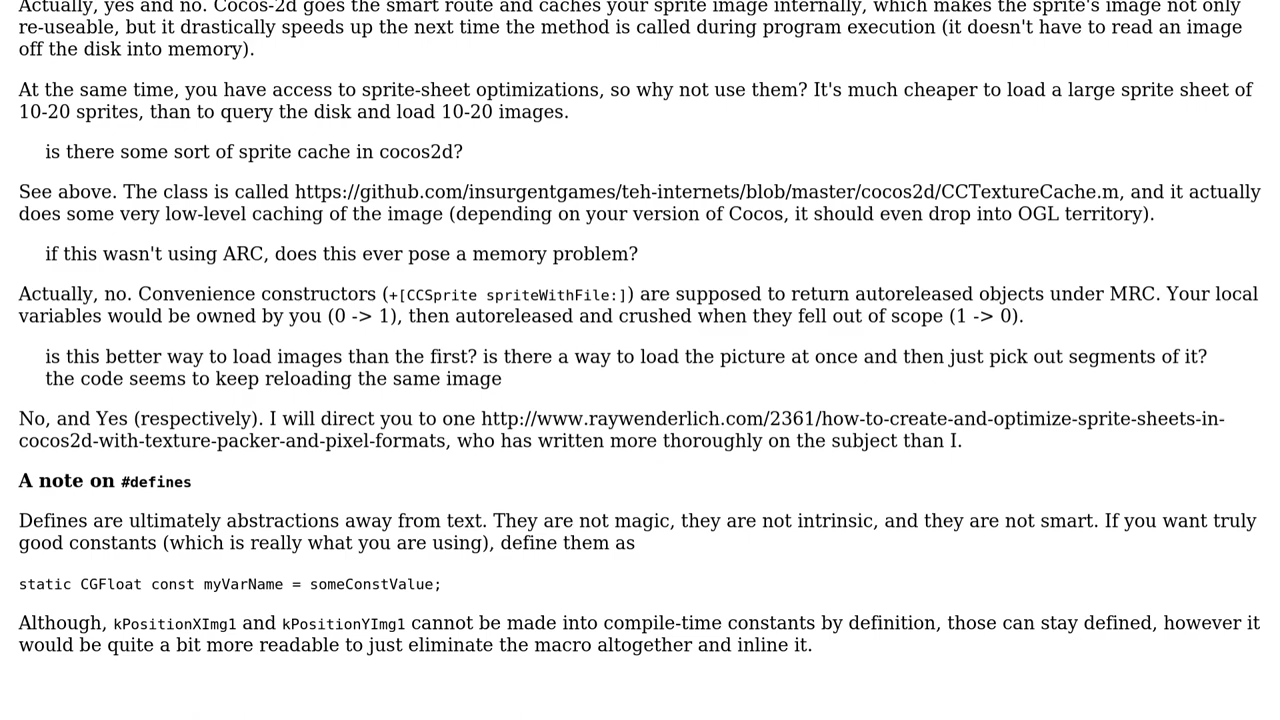 Actually, yes and no. Cocos-2d goes the smart route and caches your sprite image internally, which makes the sprite's image not only
re-useable, but it drastically speeds up the next time the method is called during program execution (it doesn't have to read an image
off the disk into memory).
At the same time, you have access to sprite-sheet optimizations, so why not use them? It's much cheaper to load a large sprite sheet of
10-20 sprites, than to query the disk and load 10-20 images.
is there some sort of sprite cache in cocos2d?
See above. The class is called https://github.com/insurgentgames/teh-internets/blob/master/cocos2d/CCTextureCache.m, and it actually
does some very low-level caching of the image (depending on your version of Cocos, it should even drop into OGL territory).
if this wasn't using ARC, does this ever pose a memory problem?
Actually, no. Convenience constructors (+[CCSprite spriteWithFile:]) are supposed to return autoreleased objects under MRC. Your local
variables would be owned by you (0 -> 1), then autoreleased and crushed when they fell out of scope (1 -> 0).
is this better way to load images than the first? is there a way to load the picture at once and then just pick out segments of it?
the code seems to keep reloading the same image
No, and Yes (respectively). I will direct you to one http://www.raywenderlich.com/2361/how-to-create-and-optimize-sprite-sheets-in-
cocos2d-with-texture-packer-and-pixel-formats, who has written more thoroughly on the subject than I.
A note on #defines
Defines are ultimately abstractions away from text. They are not magic, they are not intrinsic, and they are not smart. If you want truly
good constants (which is really what you are using), define them as
static CGFloat const myVarName = someConstValue;
Although, kPositionXImg1 and kPositionYImg1 cannot be made into compile-time constants by definition, those can stay defined, however it
would be quite a bit more readable to just eliminate the macro altogether and inline it.